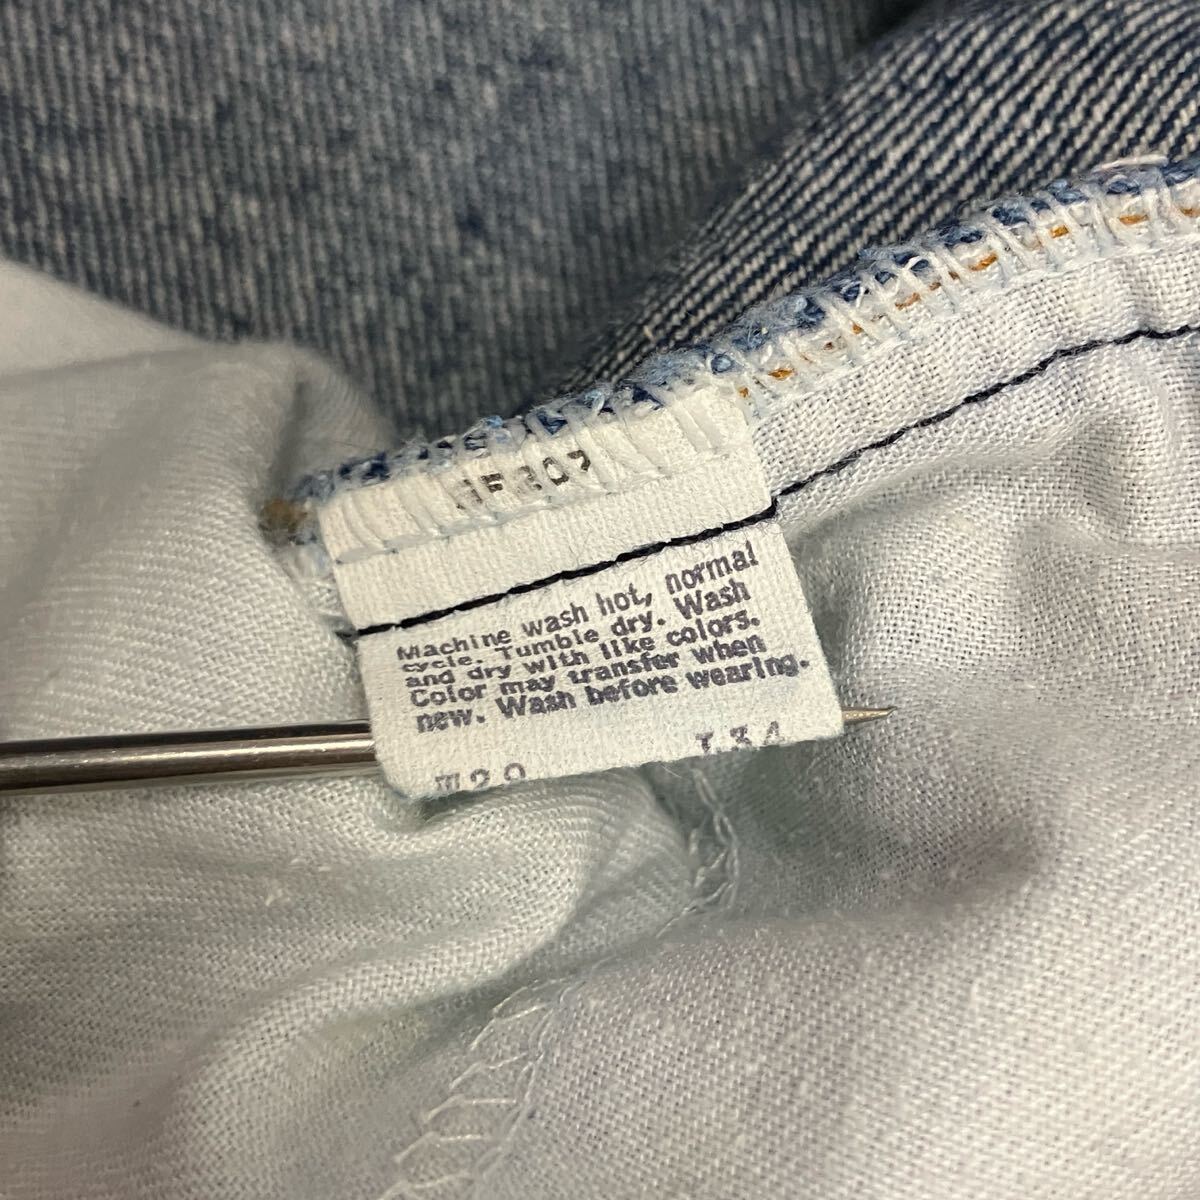 Machine wash hot, normal
cycle. Tumble dry. Wash
and dry with like colors.
Color may transfer when
new. Wash before wearing.
L34